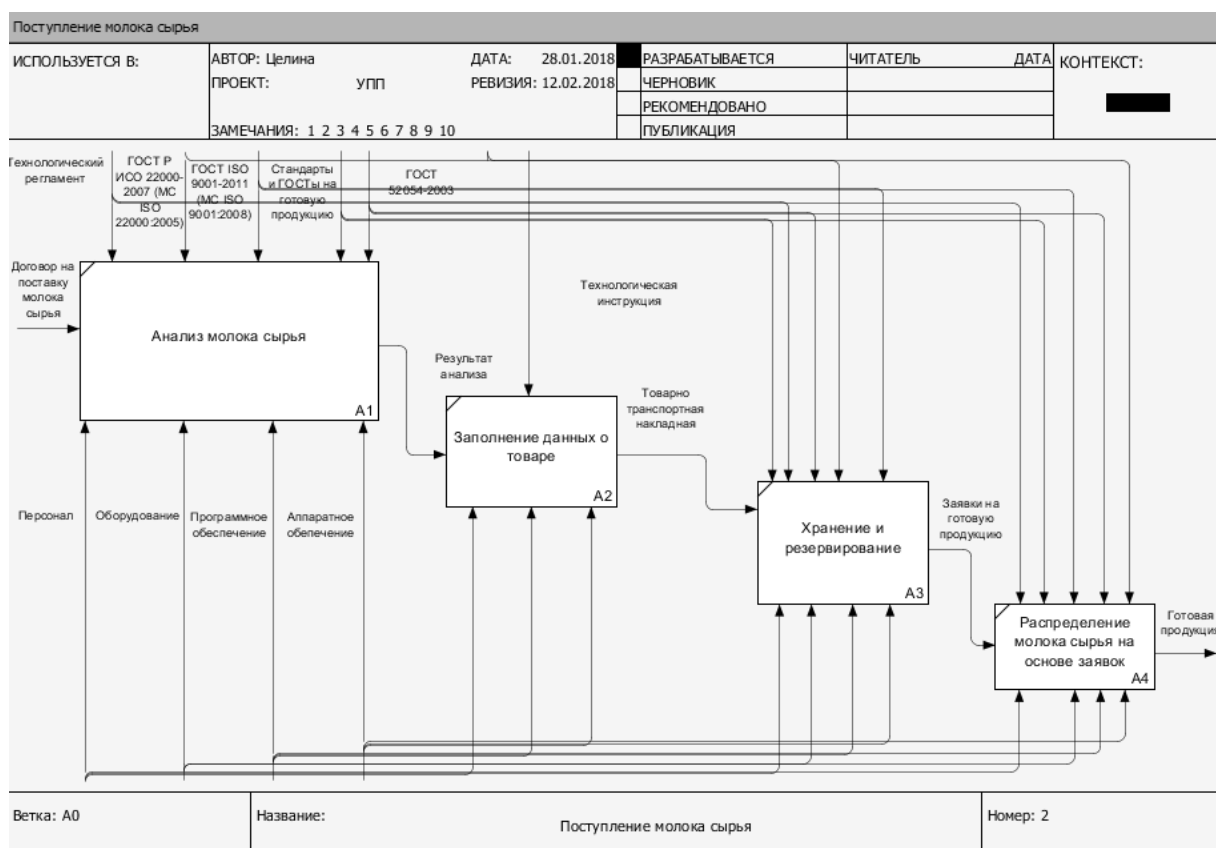 Поступление молока сырья
ИСПОЛЬЗУЕТСЯ В:
АВТОР: Целина
ДАТА: 28.01.2018
ПРОЕКТ: УПП
РЕВИЗИЯ: 12.02.2018
ЗАМЕЧАНИЯ: 1 2 3 4 5 6 7 8 9 10
РАЗРАБАТЫВАЕТСЯ
ЧЕРНОВИК
РЕКОМЕНДОВАНО
ПУБЛИКАЦИЯ
ЧИТАТЕЛЬ
ДАТА
КОНТЕКСТ:
Технологический
регламент
ГОСТ Р
ИСО 22000-
2007 (МС
ISO
22000:2005)
ГОСТ ISO
9001-2011
(МС ISO
9001:2008)
Стандарты
и ГОСТы на
готовую
продукцию
ГОСТ
52054-2003
Договор на
поставку
молока
сырья
Технологическая
инструкция
Анализ молока сырья
A1
Результат
анализа
Товарно
транспортная
накладная
Заполнение данных о
товаре
A2
Персонал
Оборудование
Программное
обеспечение
Аппаратное
обепечение
Хранение и
резервирование
A3
Заявки на
готовую
продукцию
Распределение
молока сырья на
основе заявок
A4
Готовая
продукция
Ветка: A0
Название:
Поступление молока сырья
Номер: 2